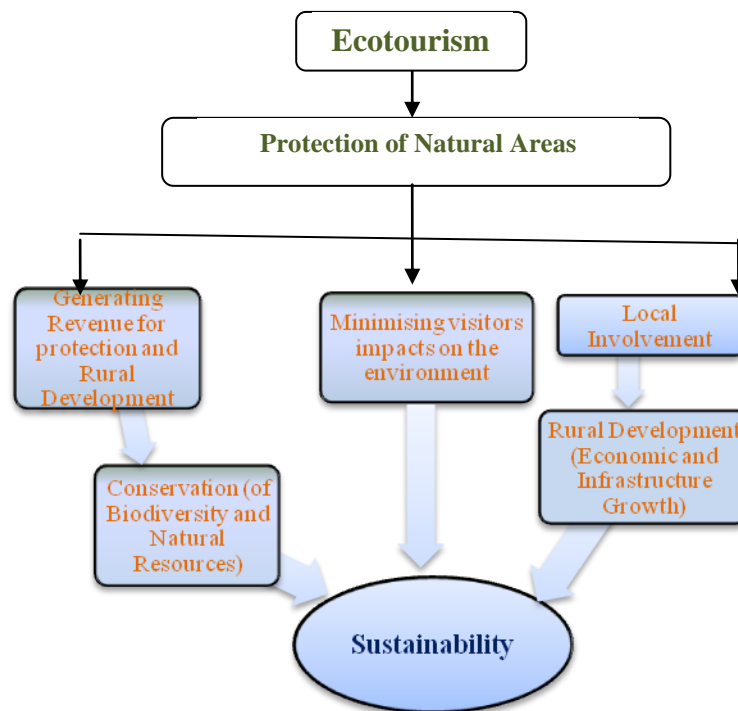 Ecotourism
Protection of Natural Areas
Generating
Revenue for
protection and
Rural
Development
Minimising visitors
impacts on the
environment
Local
Involvement
Conservation (of
Biodiversity and
Natural
Resources)
Rural Development
(Economic and
Infrastructure
Growth)
Sustainability